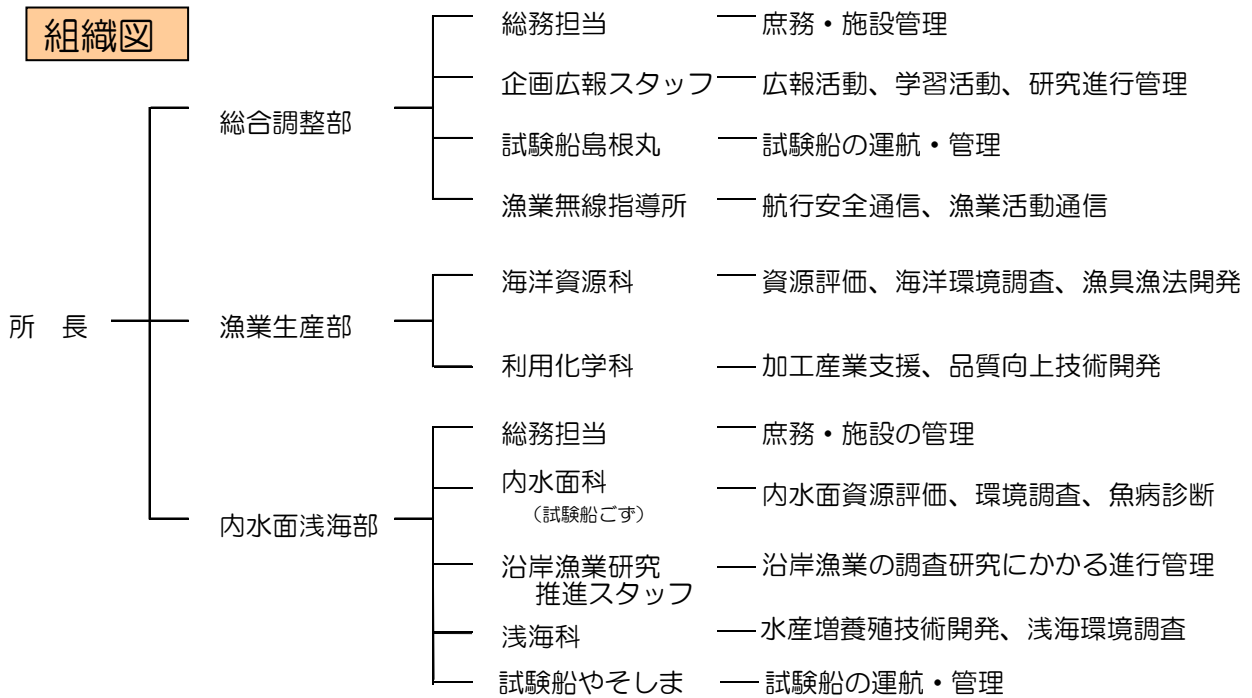 組織図
総務担当 庶務・施設管理
企画広報スタッフ 広報活動、学習活動、研究進行管理
総合調整部
試験船島根丸 試験船の運航・管理
漁業無線指導所 航行安全通信、漁業活動通信
海洋資源科 資源評価、海洋環境調査、漁具漁法開発
所 長 漁業生産部
利用化学科 加工産業支援、品質向上技術開発
総務担当 庶務・施設の管理
内水面科 内水面資源評価、環境調査、魚病診断
（試験船ごず）
内水面浅海部
沿岸漁業研究 沿岸漁業の調査研究にかかる進行管理
推進スタッフ
浅海科 水産増養殖技術開発、浅海環境調査
試験船やそしま 試験船の運航・管理